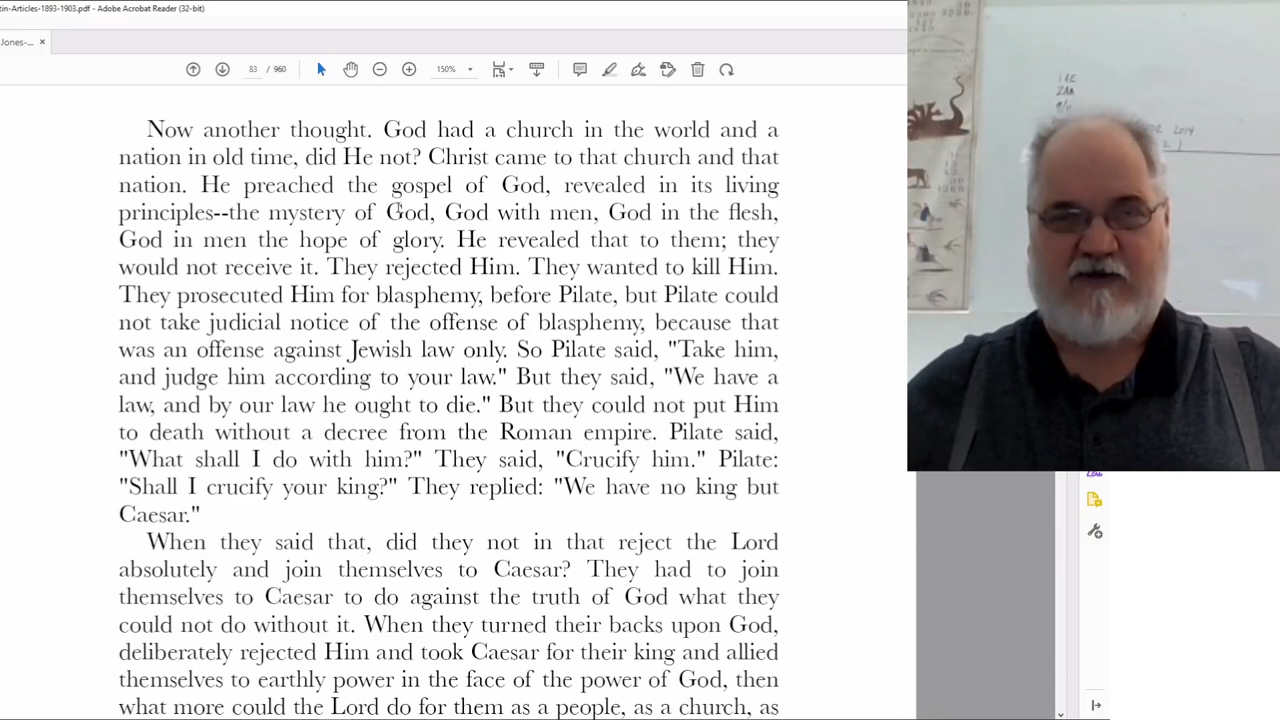 tin-Articles-1893-1903.pdf - Adobe Acrobat Reader (32-bit)
Jones-... ×
83 / 960
150%
Now another thought. God had a church in the world and a
nation in old time, did He not? Christ came to that church and that
nation. He preached the gospel of God, revealed in its living
principles--the mystery of God, God with men, God in the flesh,
God in men the hope of glory. He revealed that to them; they
would not receive it. They rejected Him. They wanted to kill Him.
They prosecuted Him for blasphemy, before Pilate, but Pilate could
not take judicial notice of the offense of blasphemy, because that
was an offense against Jewish law only. So Pilate said, "Take him,
and judge him according to your law." But they said, "We have a
law, and by our law he ought to die." But they could not put Him
to death without a decree from the Roman empire. Pilate said,
"What shall I do with him?" They said, "Crucify him." Pilate:
"Shall I crucify your king?" They replied: "We have no king but
Caesar."
When they said that, did they not in that reject the Lord
absolutely and join themselves to Caesar? They had to join
themselves to Caesar to do against the truth of God what they
could not do without it. When they turned their backs upon God,
deliberately rejected Him and took Caesar for their king and allied
themselves to earthly power in the face of the power of God, then
what more could the Lord do for them as a people, as a church, as
2014